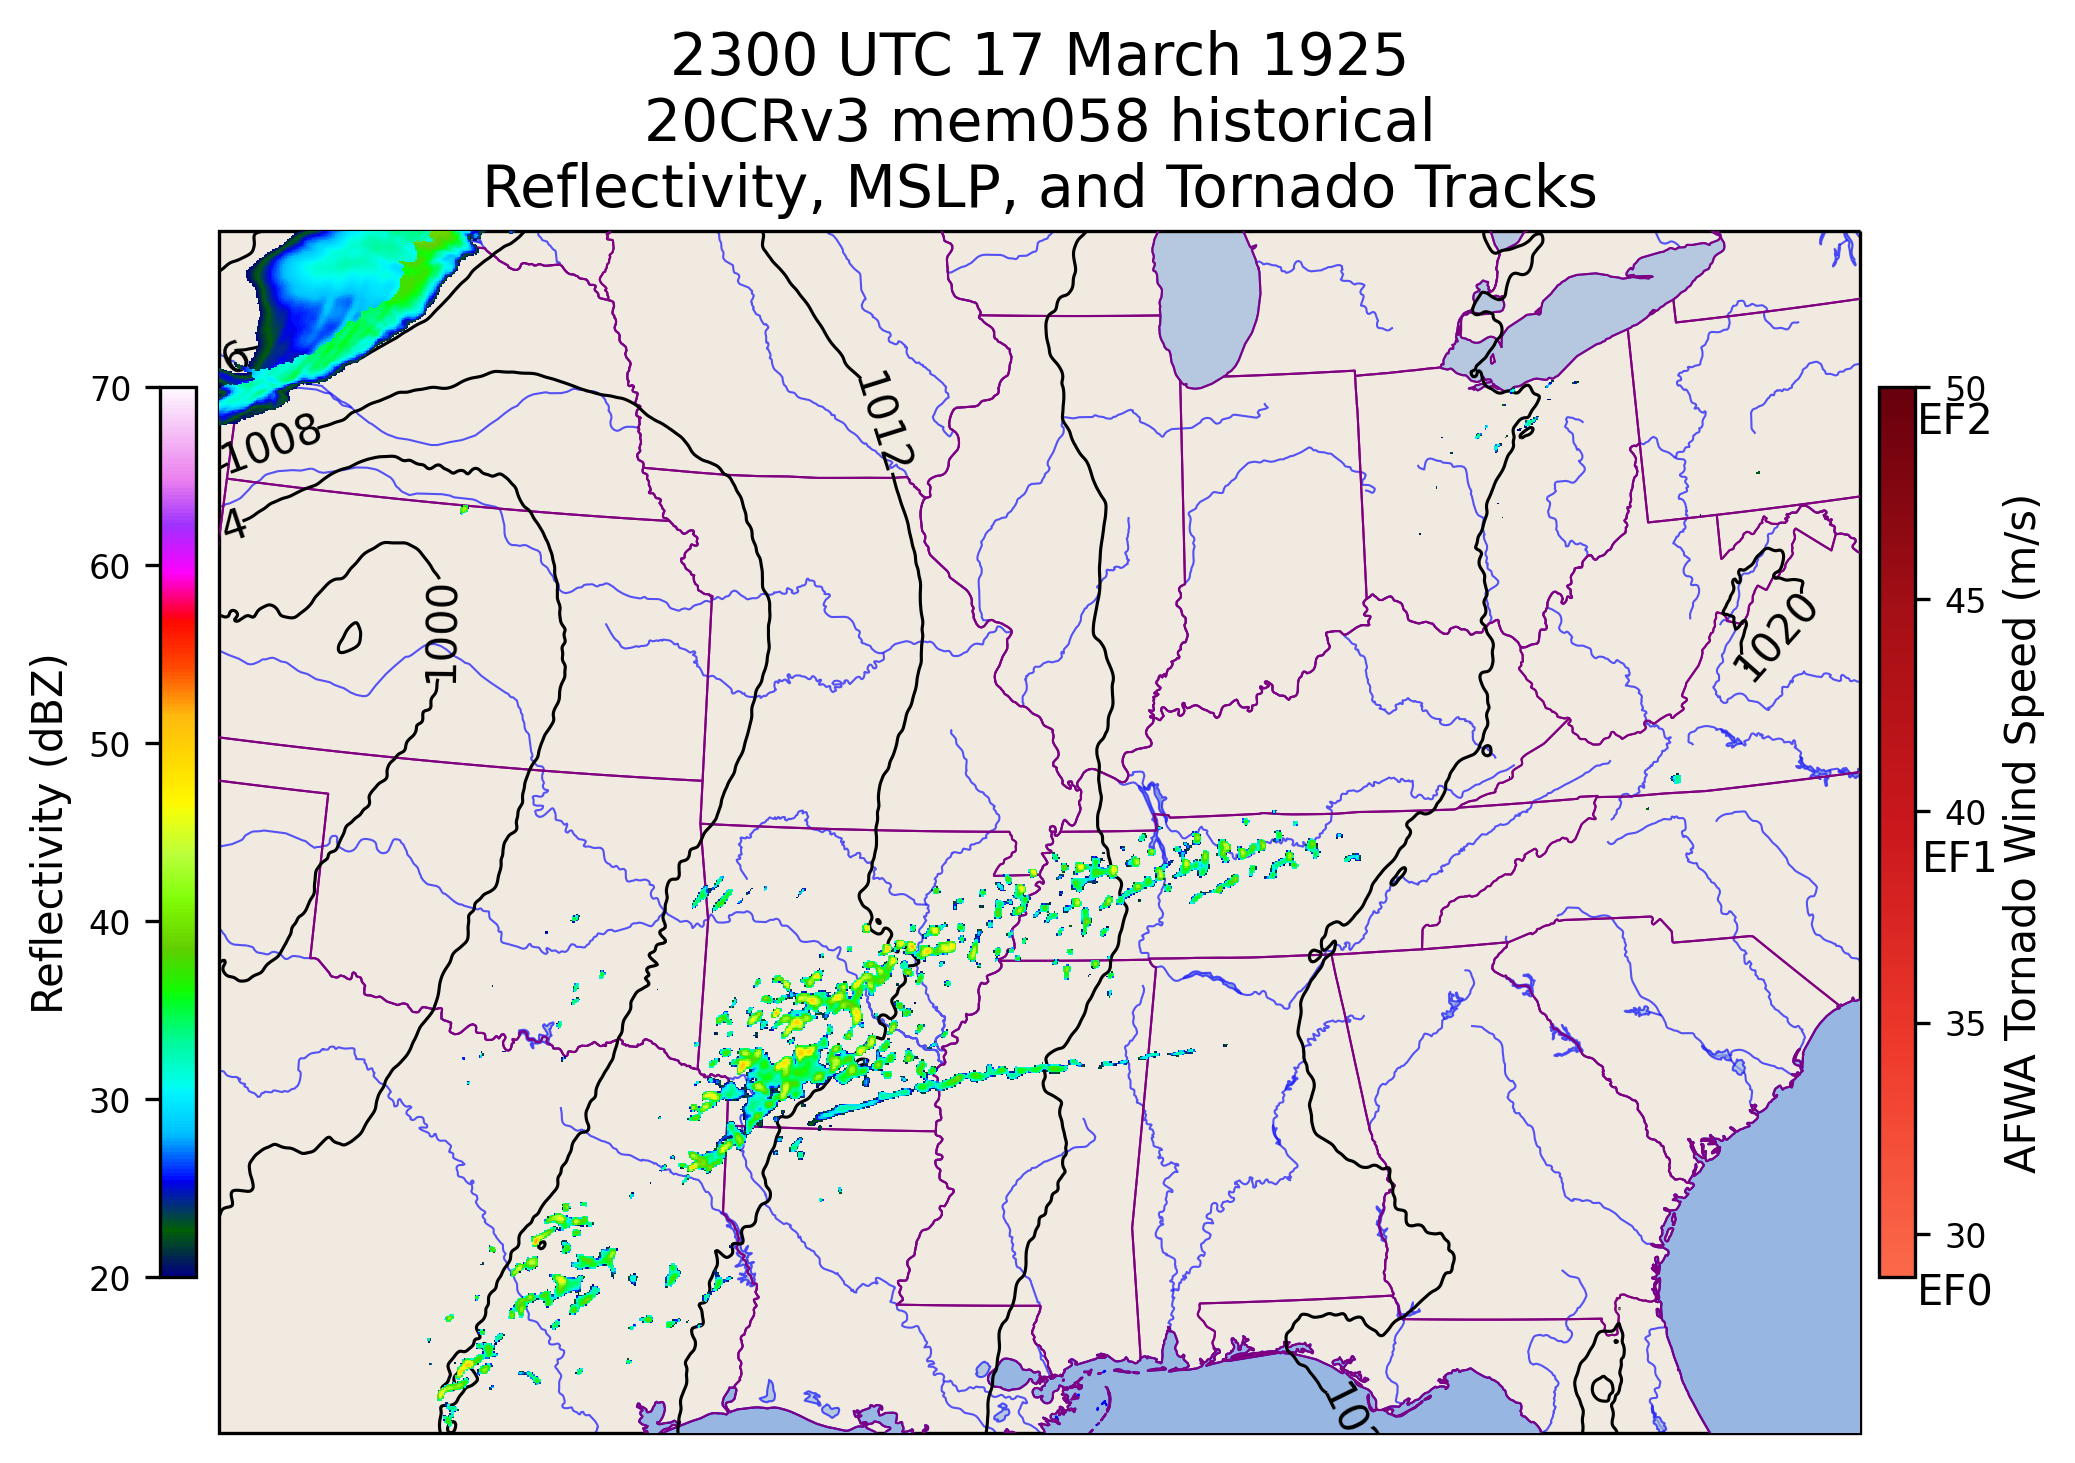 2300 UTC 17 March 1925
20CRv3 mem058 historical
Reflectivity, MSLP, and Tornado Tracks
6
1008
4
1000
1012
1020
70
60
50
40
30
20
Reflectivity (dBZ)
50
EF2
45
40
EF1
35
30
EF0
AFWA Tornado Wind Speed (m/s)